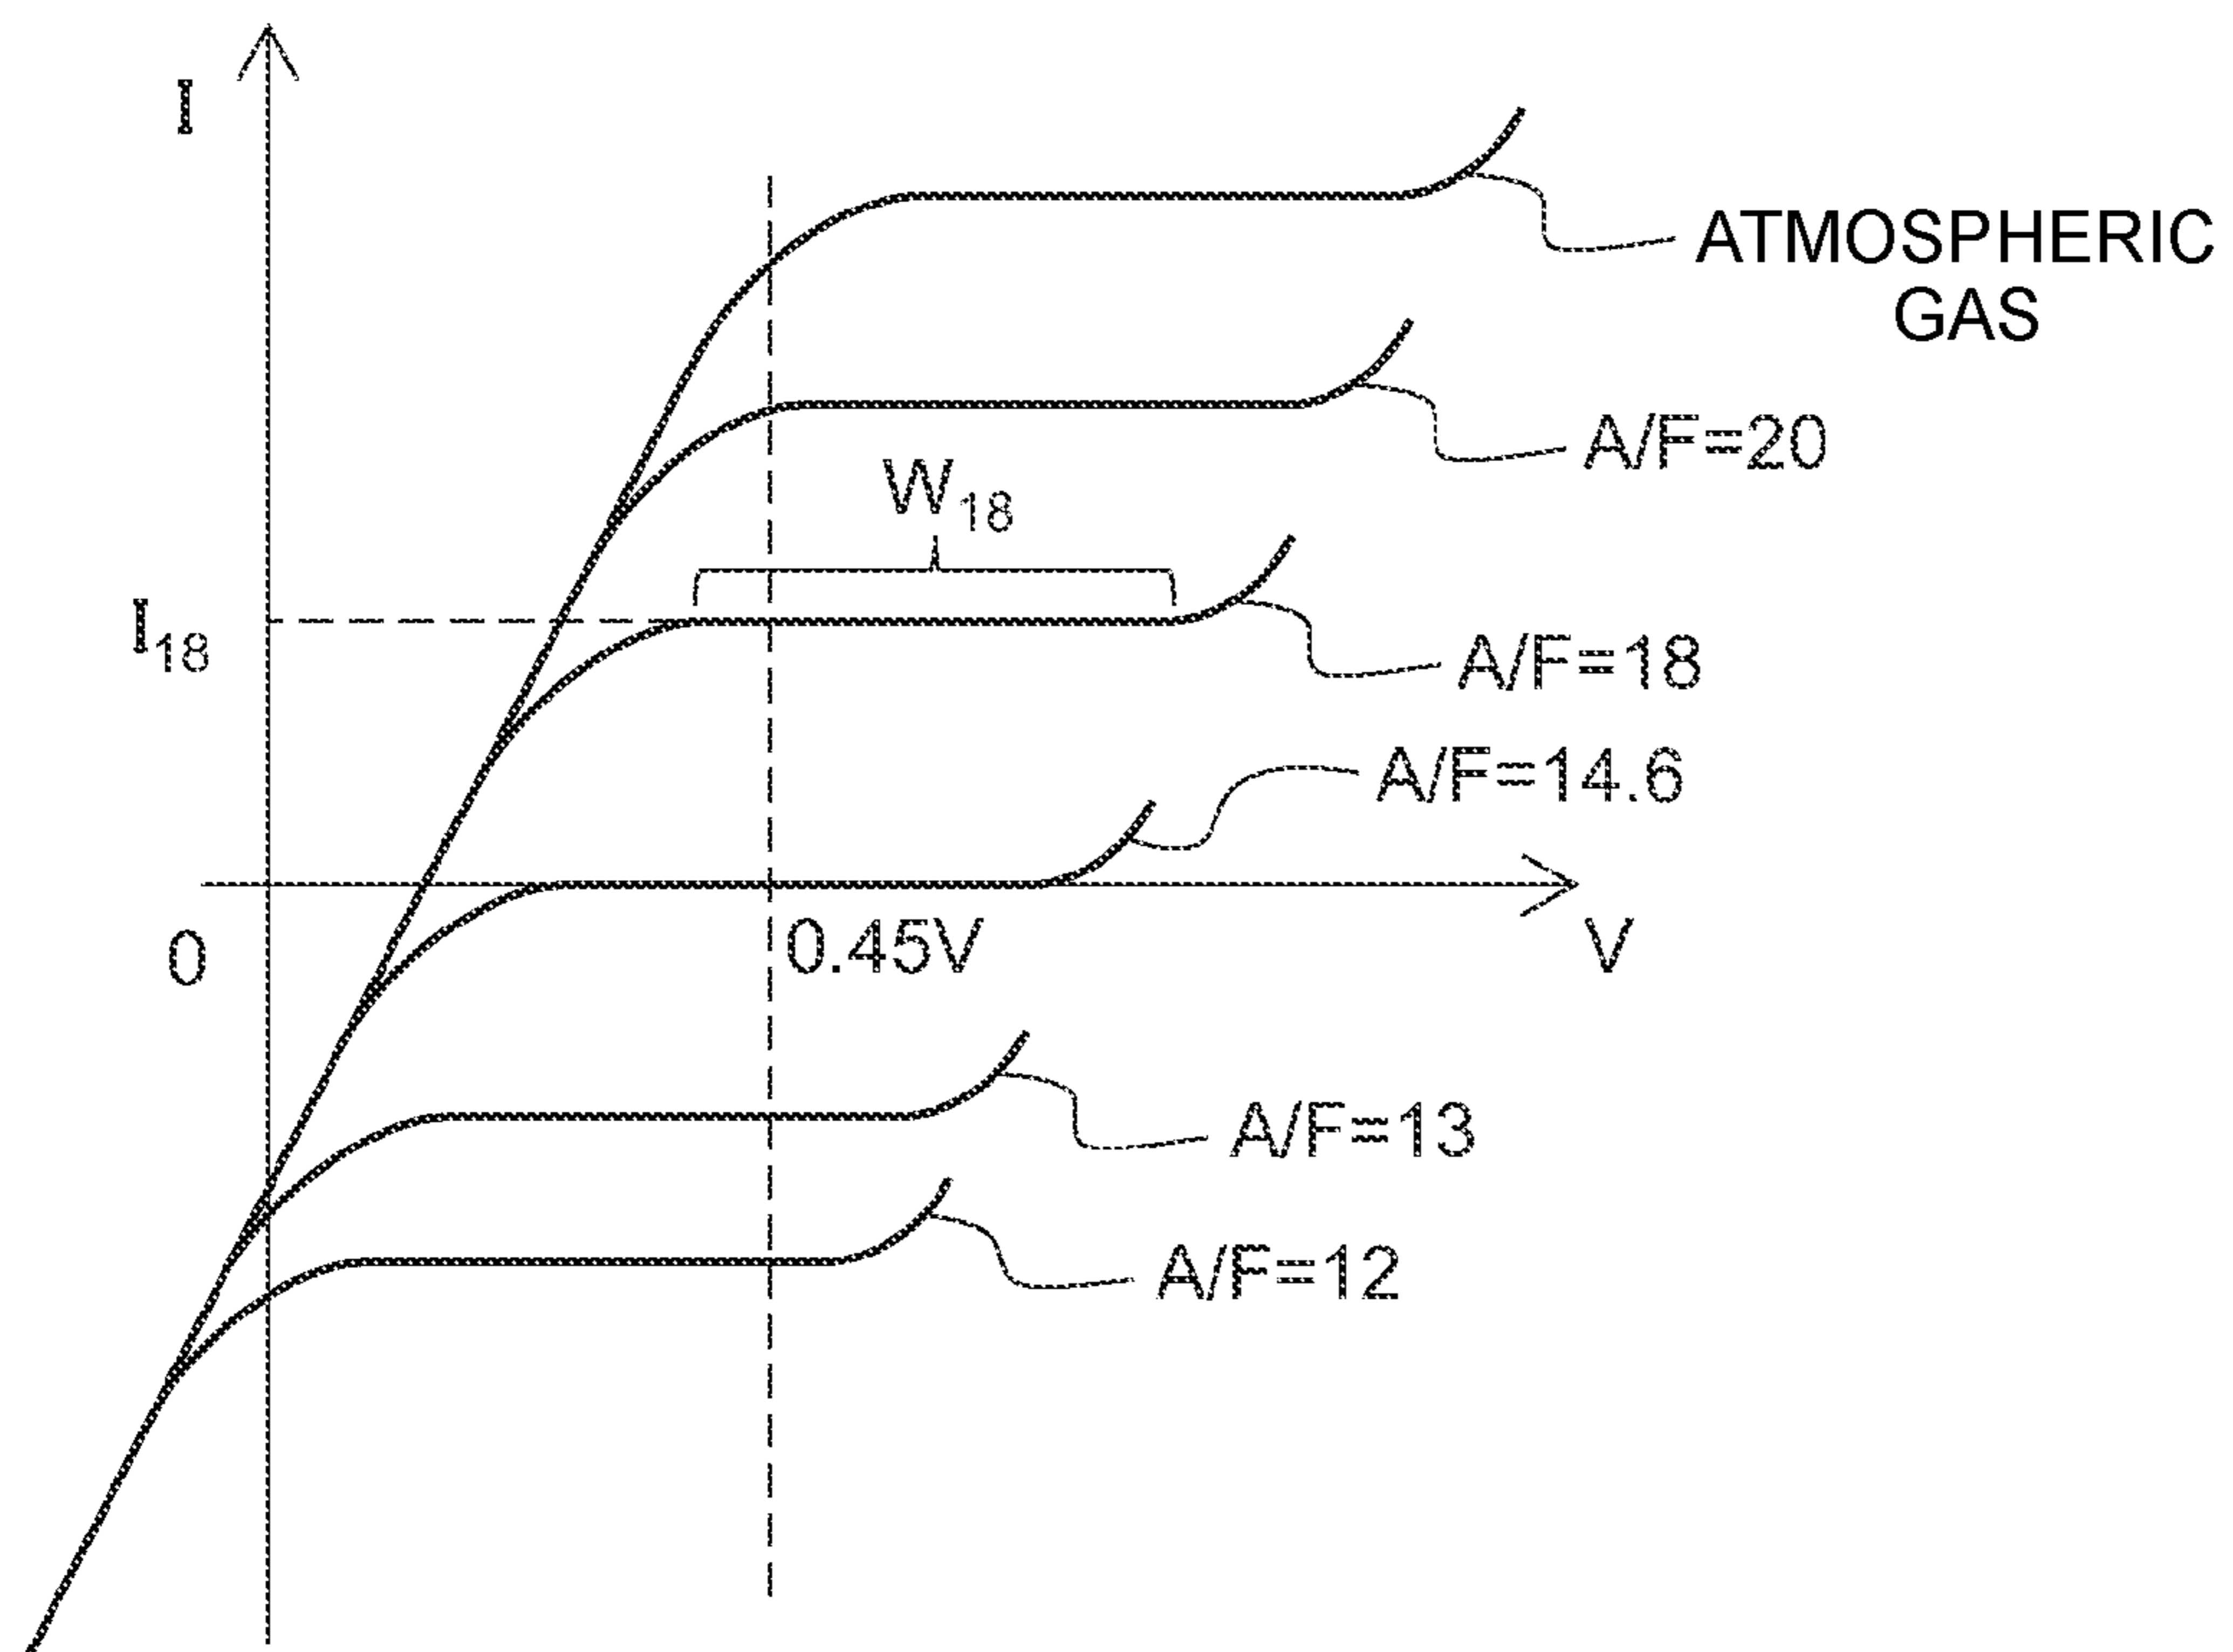 I
ATMOSPHERIC
GAS
A/F=20
W18
I18
A/F=18
A/F=14.6
0
0.45V
V
A/F=13
A/F=12